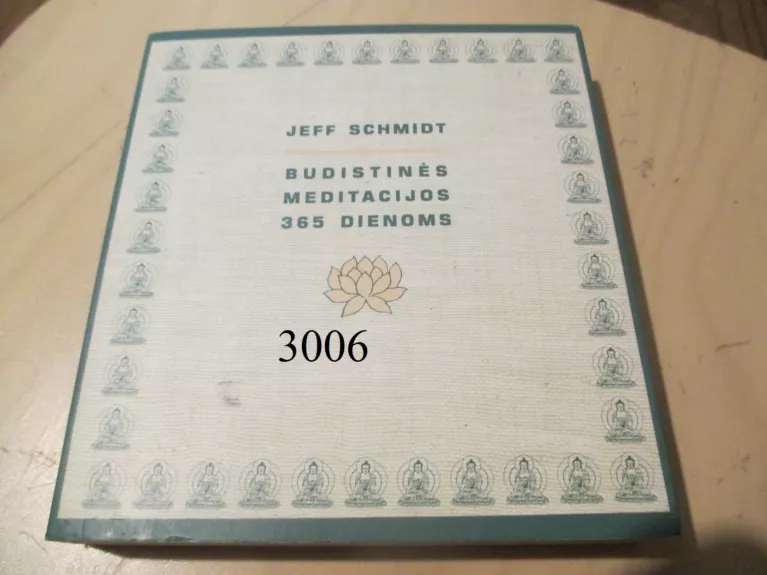 JEFF SCHMIDT
BUDISTINĖS
MEDITACIJOS
365 DIENOMS
3006